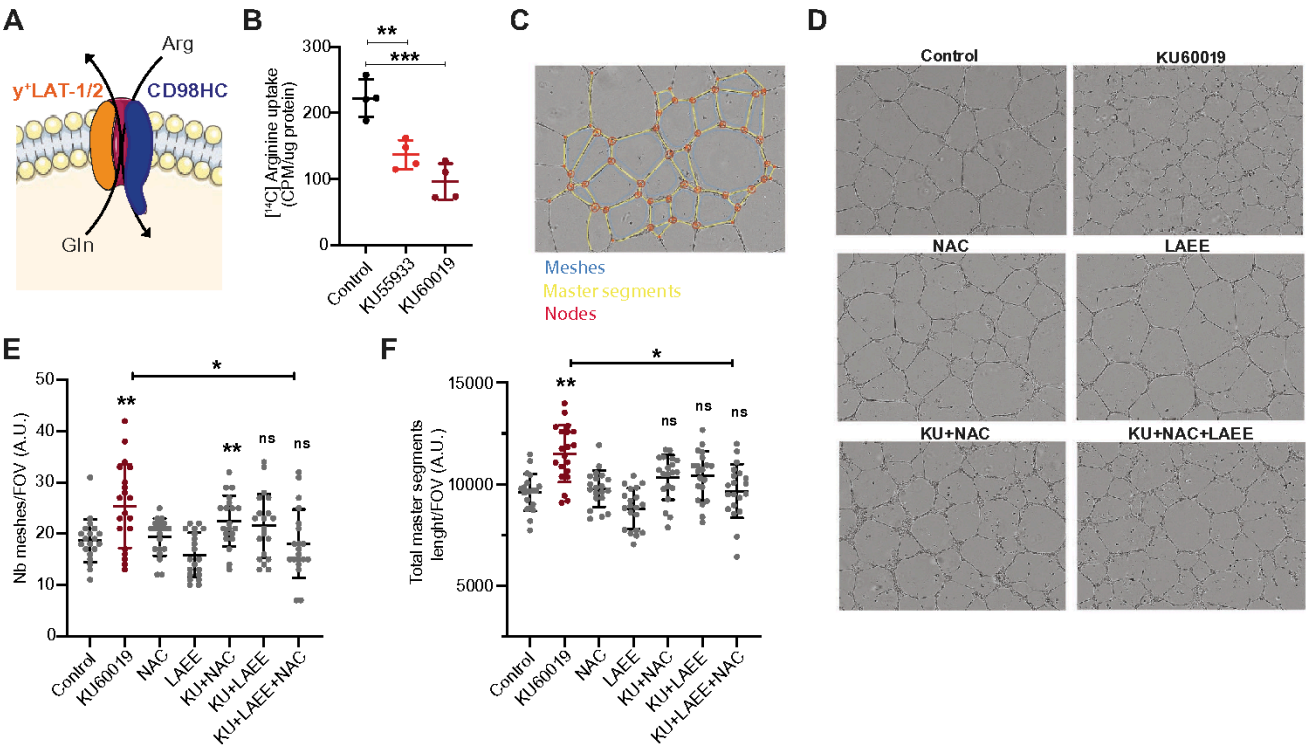 A
Arg
y+LAT-1/2
CD98HC
Gln
B
**
***
[¹⁴C] Arginine uptake
(CPM/ug protein)
300
200
100
0
Control
KU55933
KU60019
C
Meshes
Master segments
Nodes
D
Control
KU60019
NAC
LAEE
KU+NAC
KU+NAC+LAEE
E
*
Nb meshes/FOV (A.U.)
50
40
30
20
10
0
**
**
ns
ns
Control
KU60019
NAC
LAEE
KU+NAC
KU+LAEE
KU+LAEE+NAC
F
*
Total master segments
lenght/FOV (A.U.)
15000
10000
5000
**
ns
ns
ns
Control
KU60019
NAC
LAEE
KU+NAC
KU+LAEE
KU+LAEE+NAC